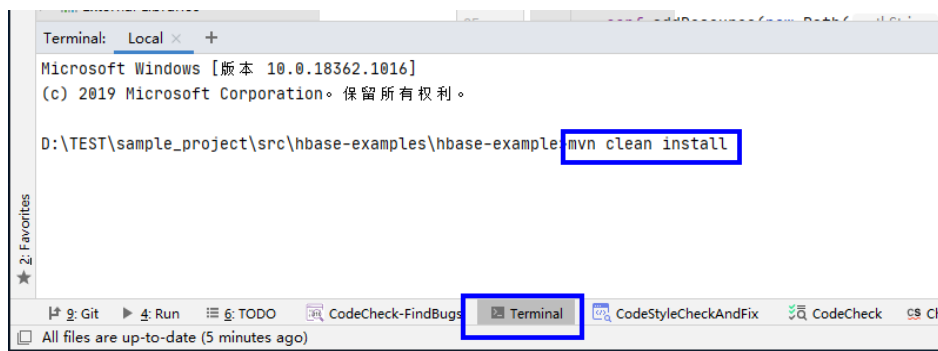 Terminal: Local × +
Microsoft Windows [版本 10.0.18362.1016]
(c) 2019 Microsoft Corporation。保留所有权利。
D:\TEST\sample_project\src\hbase-examples\hbase-example>mvn clean install
2: Favorites
9: Git 4: Run 6: TODO CodeCheck-FindBugs Terminal CodeStyleCheckAndFix CodeCheck CS
All files are up-to-date (5 minutes ago)